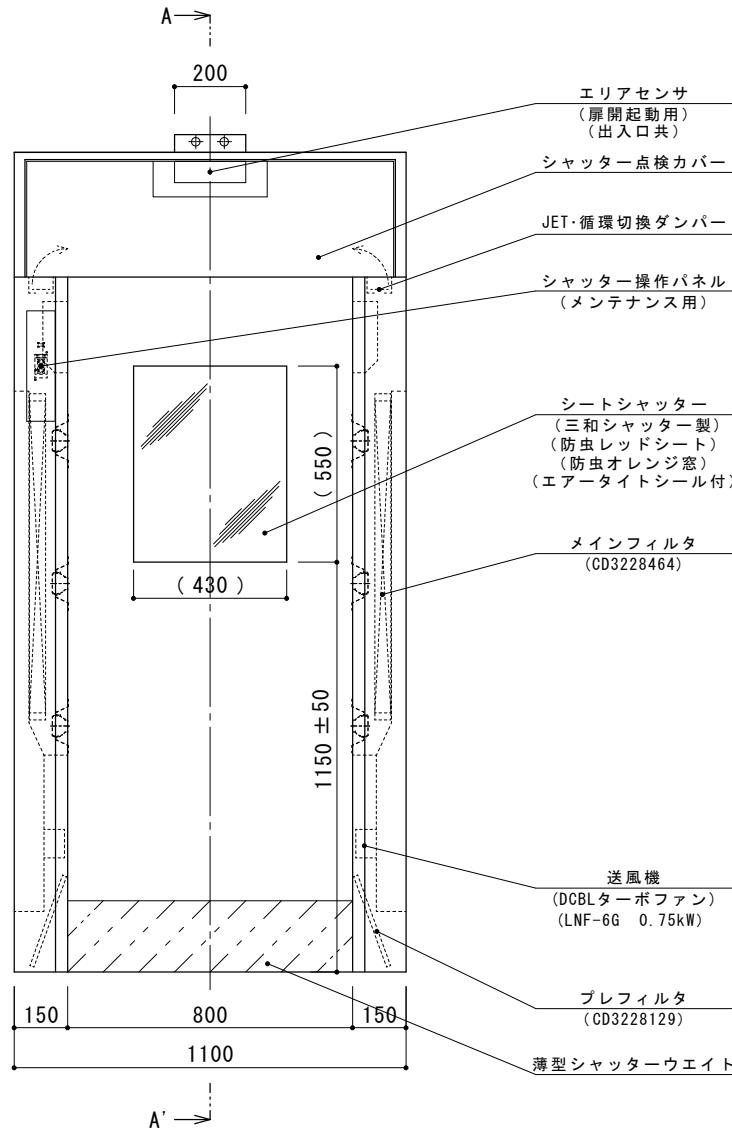 A
200
エリアセンサ
(扉開起動用)
(出入口共)
シャッター点検カバー
JET･循環切換ダンパー
シャッター操作パネル
(メンテナンス用)
シートシャッター
(三和シャッター製)
(防虫レッドシート)
(防虫オレンジ窓)
(エアータイトシール付)
(550)
(430)
メインフィルタ
(CD3228464)
1150±50
送風機
(DCBLターボファン)
(LNF-6G 0.75kW)
プレフィルタ
(CD3228129)
150
800
150
1100
薄型シャッターウエイト
A'